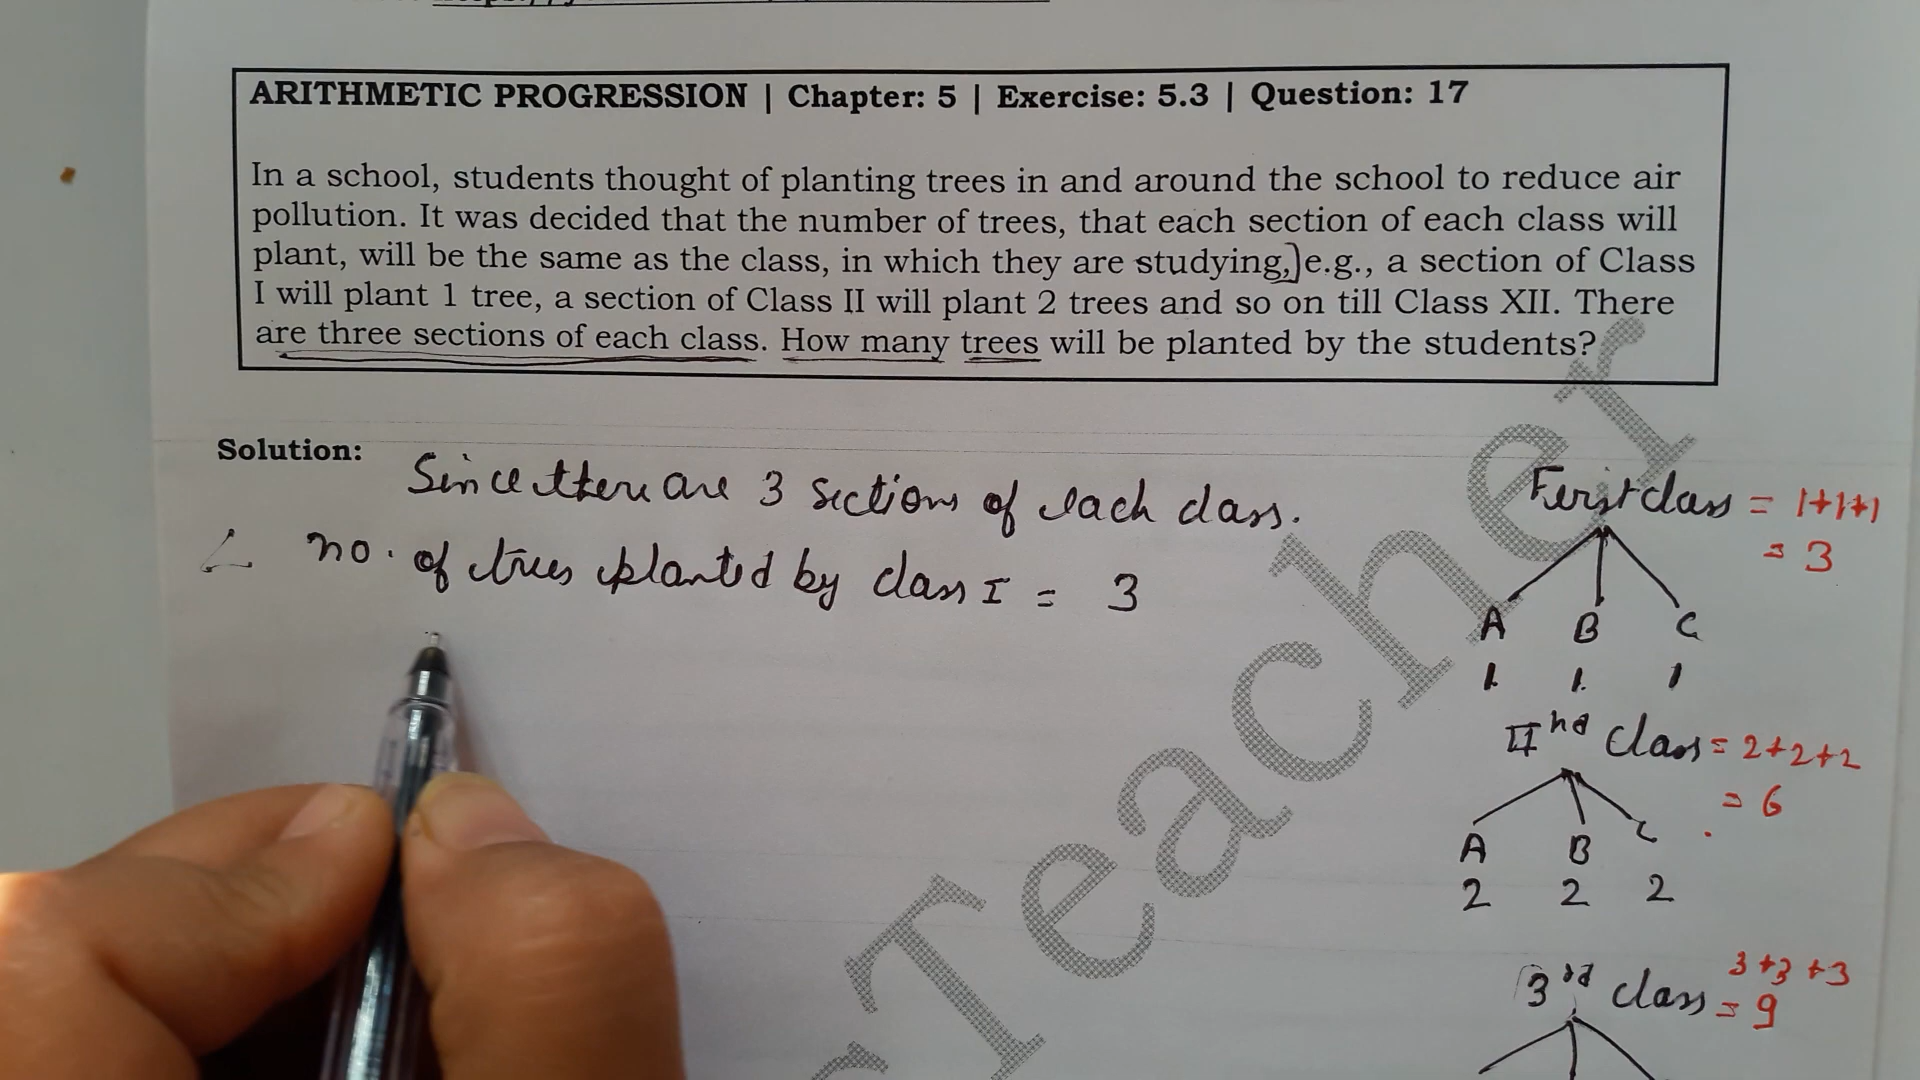 ARITHMETIC PROGRESSION | Chapter: 5 | Exercise: 5.3 | Question: 17
In a school, students thought of planting trees in and around the school to reduce air
pollution. It was decided that the number of trees, that each section of each class will
plant, will be the same as the class, in which they are studying, e.g., a section of Class
I will plant 1 tree, a section of Class II will plant 2 trees and so on till Class XII. There
are three sections of each class. How many trees will be planted by the students?
Solution:
Since there are 3 sections of each class.
∴ no. of trees planted by class I = 3
First class = 1+1+1
= 3
A B C
1. 1. 1
IInd class = 2+2+2
= 6
A B C
2 2 2
3rd class = 3+3+3
= 9
Teacher